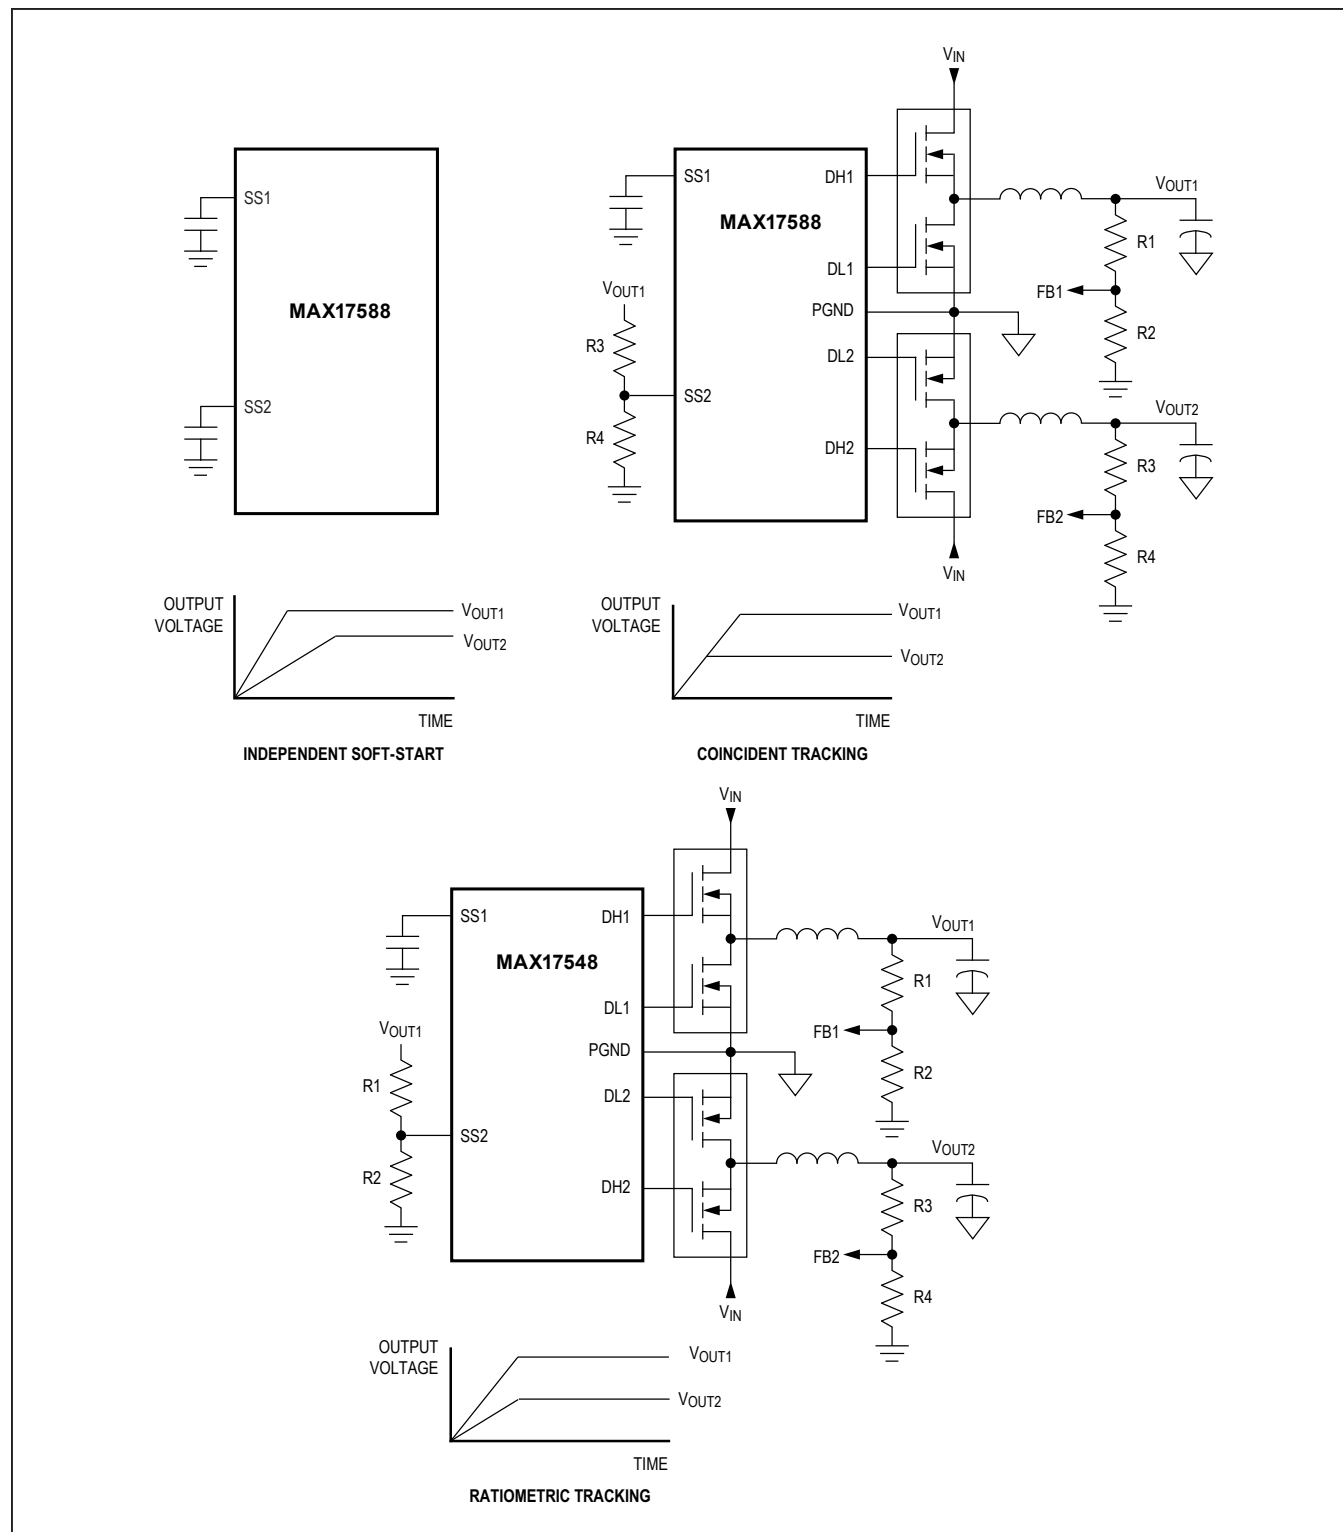 SS1
MAX17588
SS2
OUTPUT
VOLTAGE
VOUT1
VOUT2
TIME
INDEPENDENT SOFT-START
VIN
SS1
DH1
MAX17588
VOUT1
R1
DL1
FB1
VOUT1
PGND
R2
R3
DL2
SS2
VOUT2
R4
DH2
R3
FB2
R4
VIN
OUTPUT
VOLTAGE
VOUT1
VOUT2
TIME
COINCIDENT TRACKING
VIN
SS1
DH1
VOUT1
MAX17548
R1
DL1
FB1
VOUT1
PGND
R2
R1
DL2
SS2
VOUT2
R2
DH2
R3
FB2
R4
VIN
OUTPUT
VOLTAGE
VOUT1
VOUT2
TIME
RATIOMETRIC TRACKING